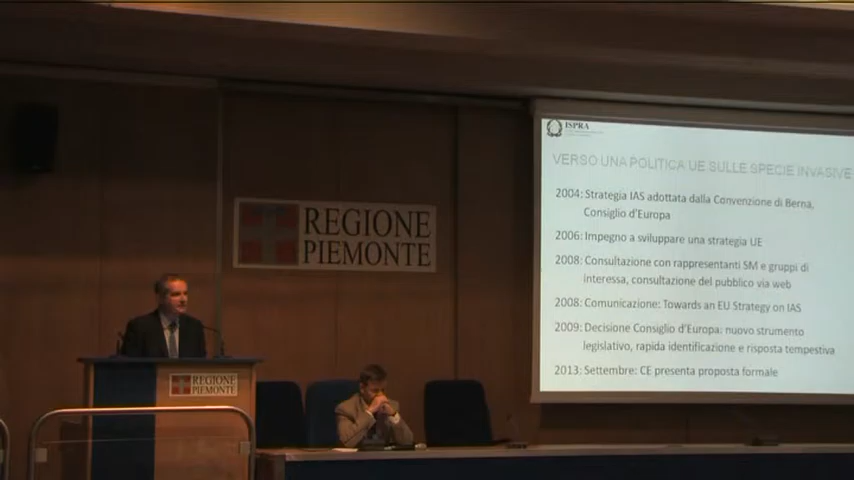 ISPRA
VERSO UNA POLITICA UE SULLE SPECIE INVASIVE
2004: Strategia IAS adottata dalla Convenzione di Berna,
Consiglio d'Europa
2006: Impegno a sviluppare una strategia UE
2008: Consultazione con rappresentanti SM e gruppi di
interessa, consultazione del pubblico via web
2008: Comunicazione: Towards an EU Strategy on IAS
2009: Decisione Consiglio d'Europa: nuovo strumento
legislativo, rapida identificazione e risposta tempestiva
2013: Settembre: CE presenta proposta formale
REGIONE
PIEMONTE
REGIONE
PIEMONTE